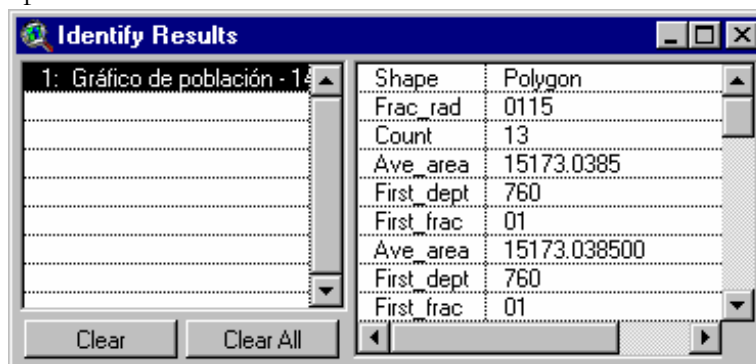 Identify Results
1: Gráfico de población - 14
Shape Polygon
Frac_rad 0115
Count 13
Ave_area 15173.0385
First_dept 760
First_frac 01
Ave_area 15173.038500
First_dept 760
First_frac 01
Clear Clear All